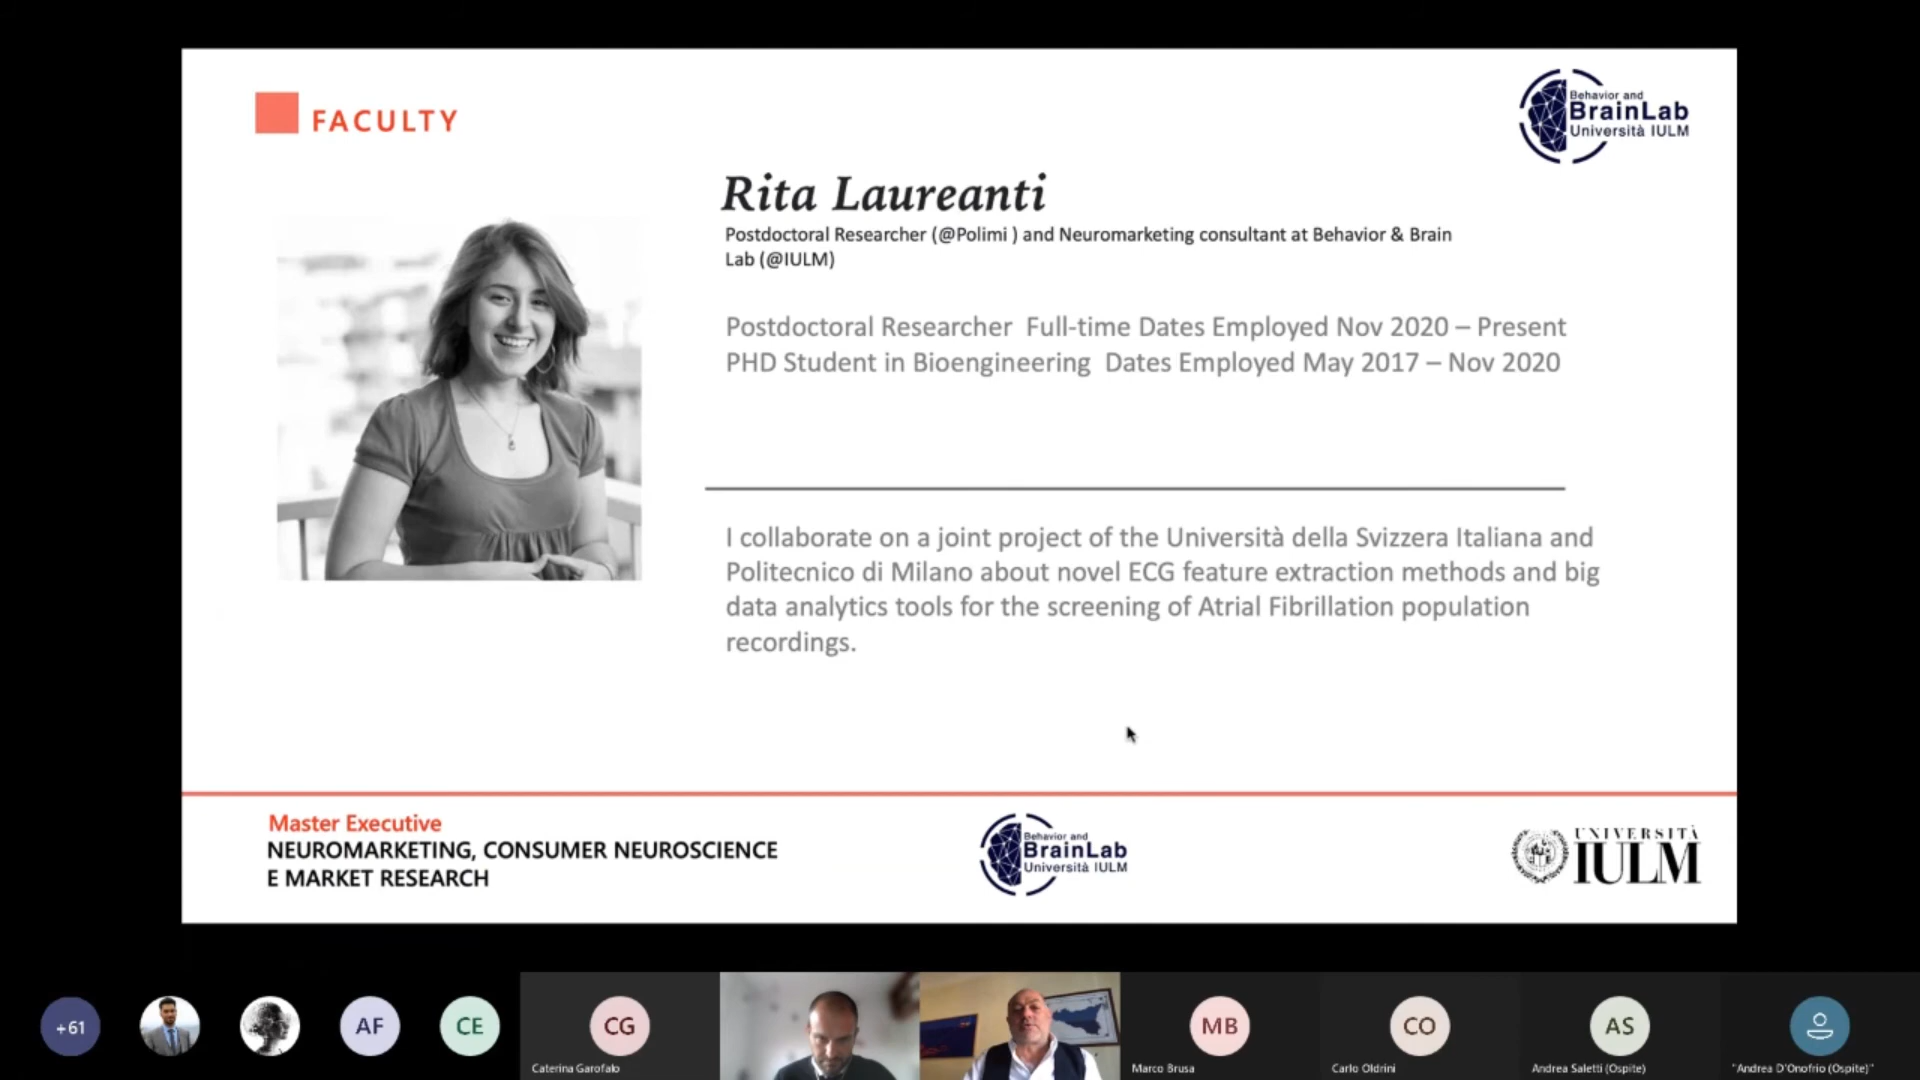 FACULTY
Behavior and
BrainLab
Università IULM
Rita Laureanti
Postdoctoral Researcher (@Polimi ) and Neuromarketing consultant at Behavior & Brain
Lab (@IULM)
Postdoctoral Researcher Full-time Dates Employed Nov 2020 – Present
PHD Student in Bioengineering Dates Employed May 2017 – Nov 2020
I collaborate on a joint project of the Università della Svizzera Italiana and
Politecnico di Milano about novel ECG feature extraction methods and big
data analytics tools for the screening of Atrial Fibrillation population
recordings.
Master Executive
NEUROMARKETING, CONSUMER NEUROSCIENCE
E MARKET RESEARCH
Behavior and
BrainLab
Università IULM
UNIVERSITÀ
IULM
+61
AF
CE
CG
Caterina Garofalo
MB
Marco Brusa
CO
Carlo Oldrini
AS
Andrea Saletti (Ospite)
"Andrea D'Onofrio (Ospite)"